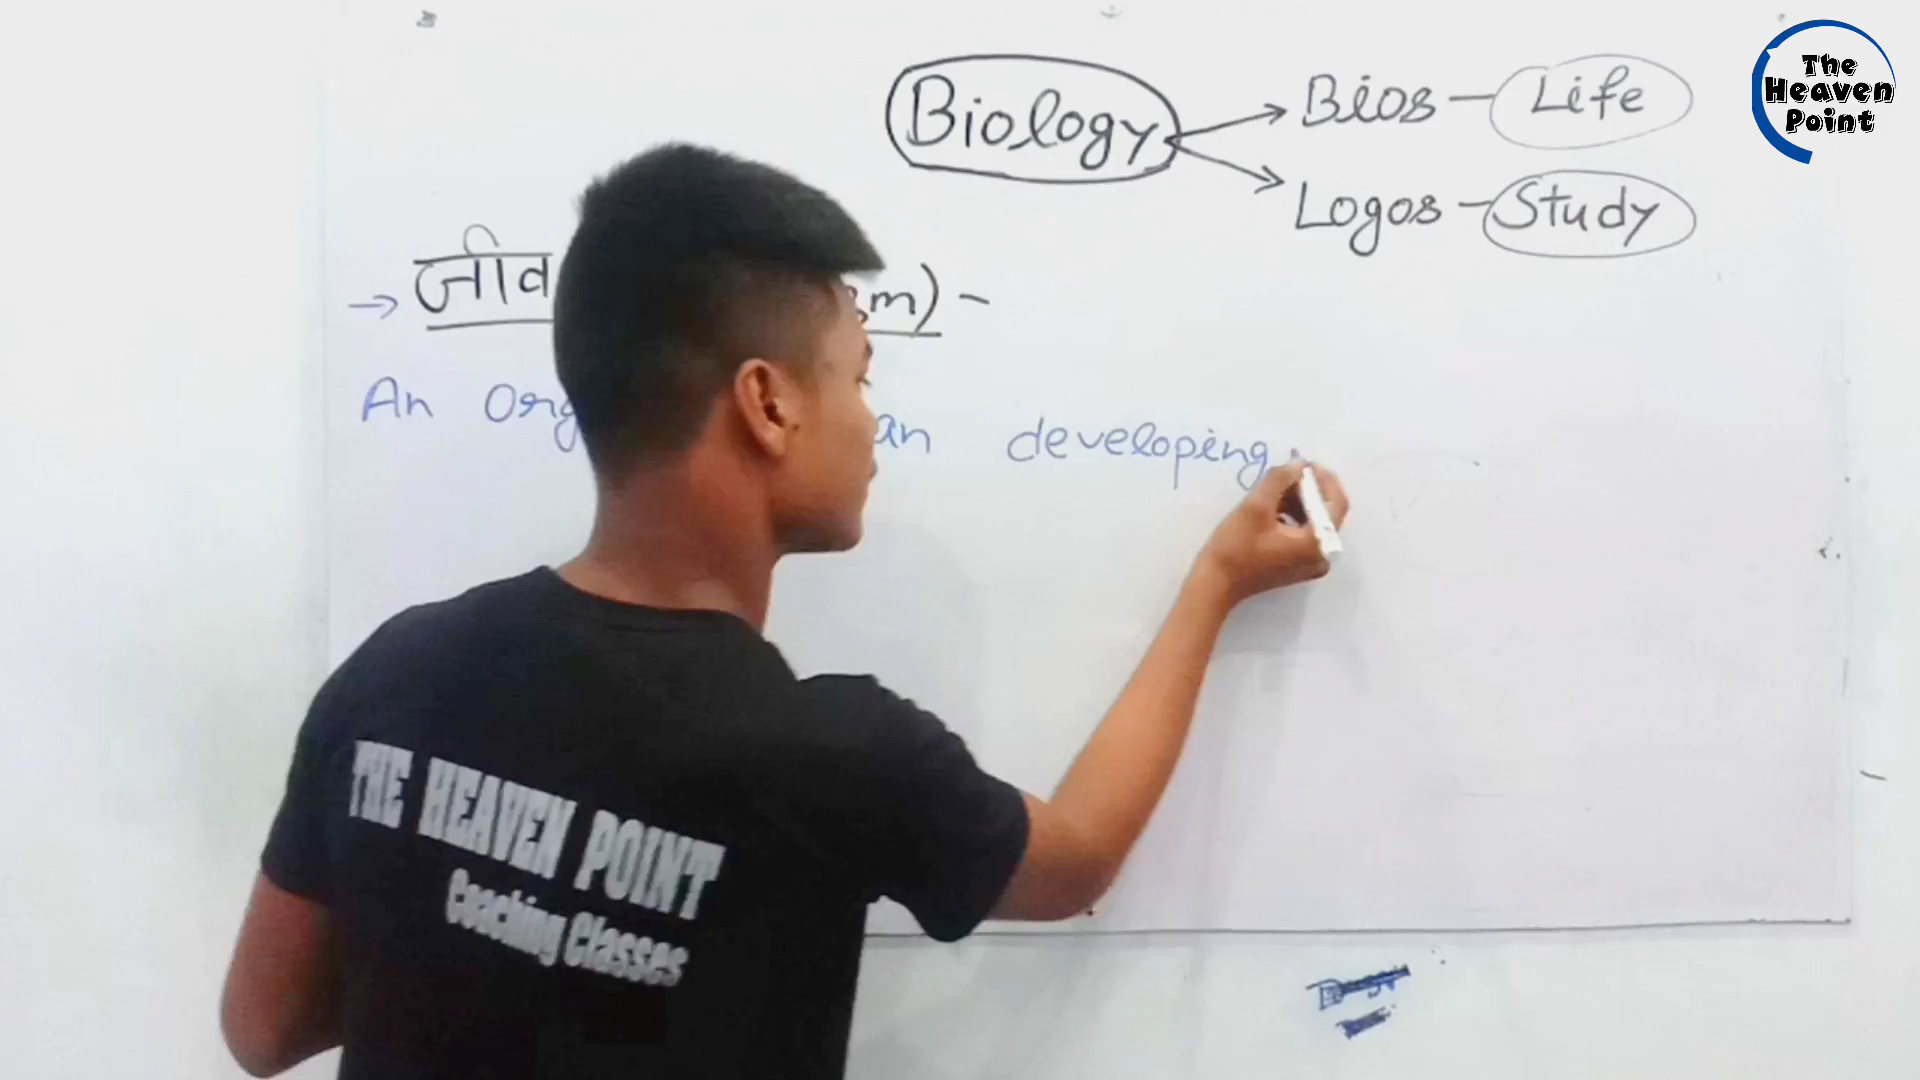 The
Heaven
Point
Biology
Bios - Life
Logos - Study
→ जीव m) -
An an developing
THE HEAVEN POINT
Coaching Classes